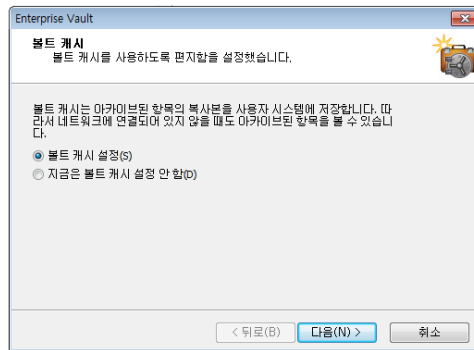 Enterprise Vault
볼트 캐시
볼트 캐시를 사용하도록 편지함을 설정했습니다.
볼트 캐시는 아카이브된 항목의 복사본을 사용자 시스템에 저장합니다. 따
라서 네트워크에 연결되어 있지 않을 때도 아카이브된 항목을 볼 수 있습니
다.
볼트 캐시 설정(S)
지금은 볼트 캐시 설정 안 함(D)
< 뒤로(B) 다음(N) > 취소